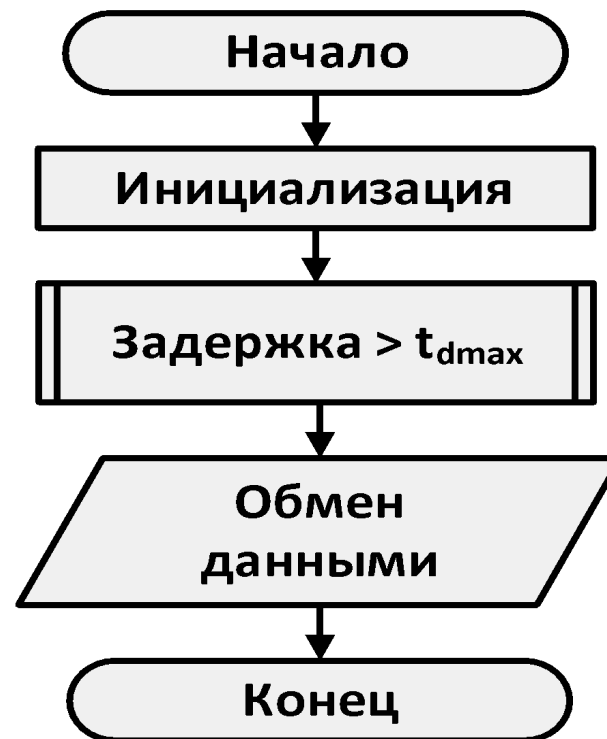 Начало
Инициализация
Задержка > tdmax
Обмен
данными
Конец